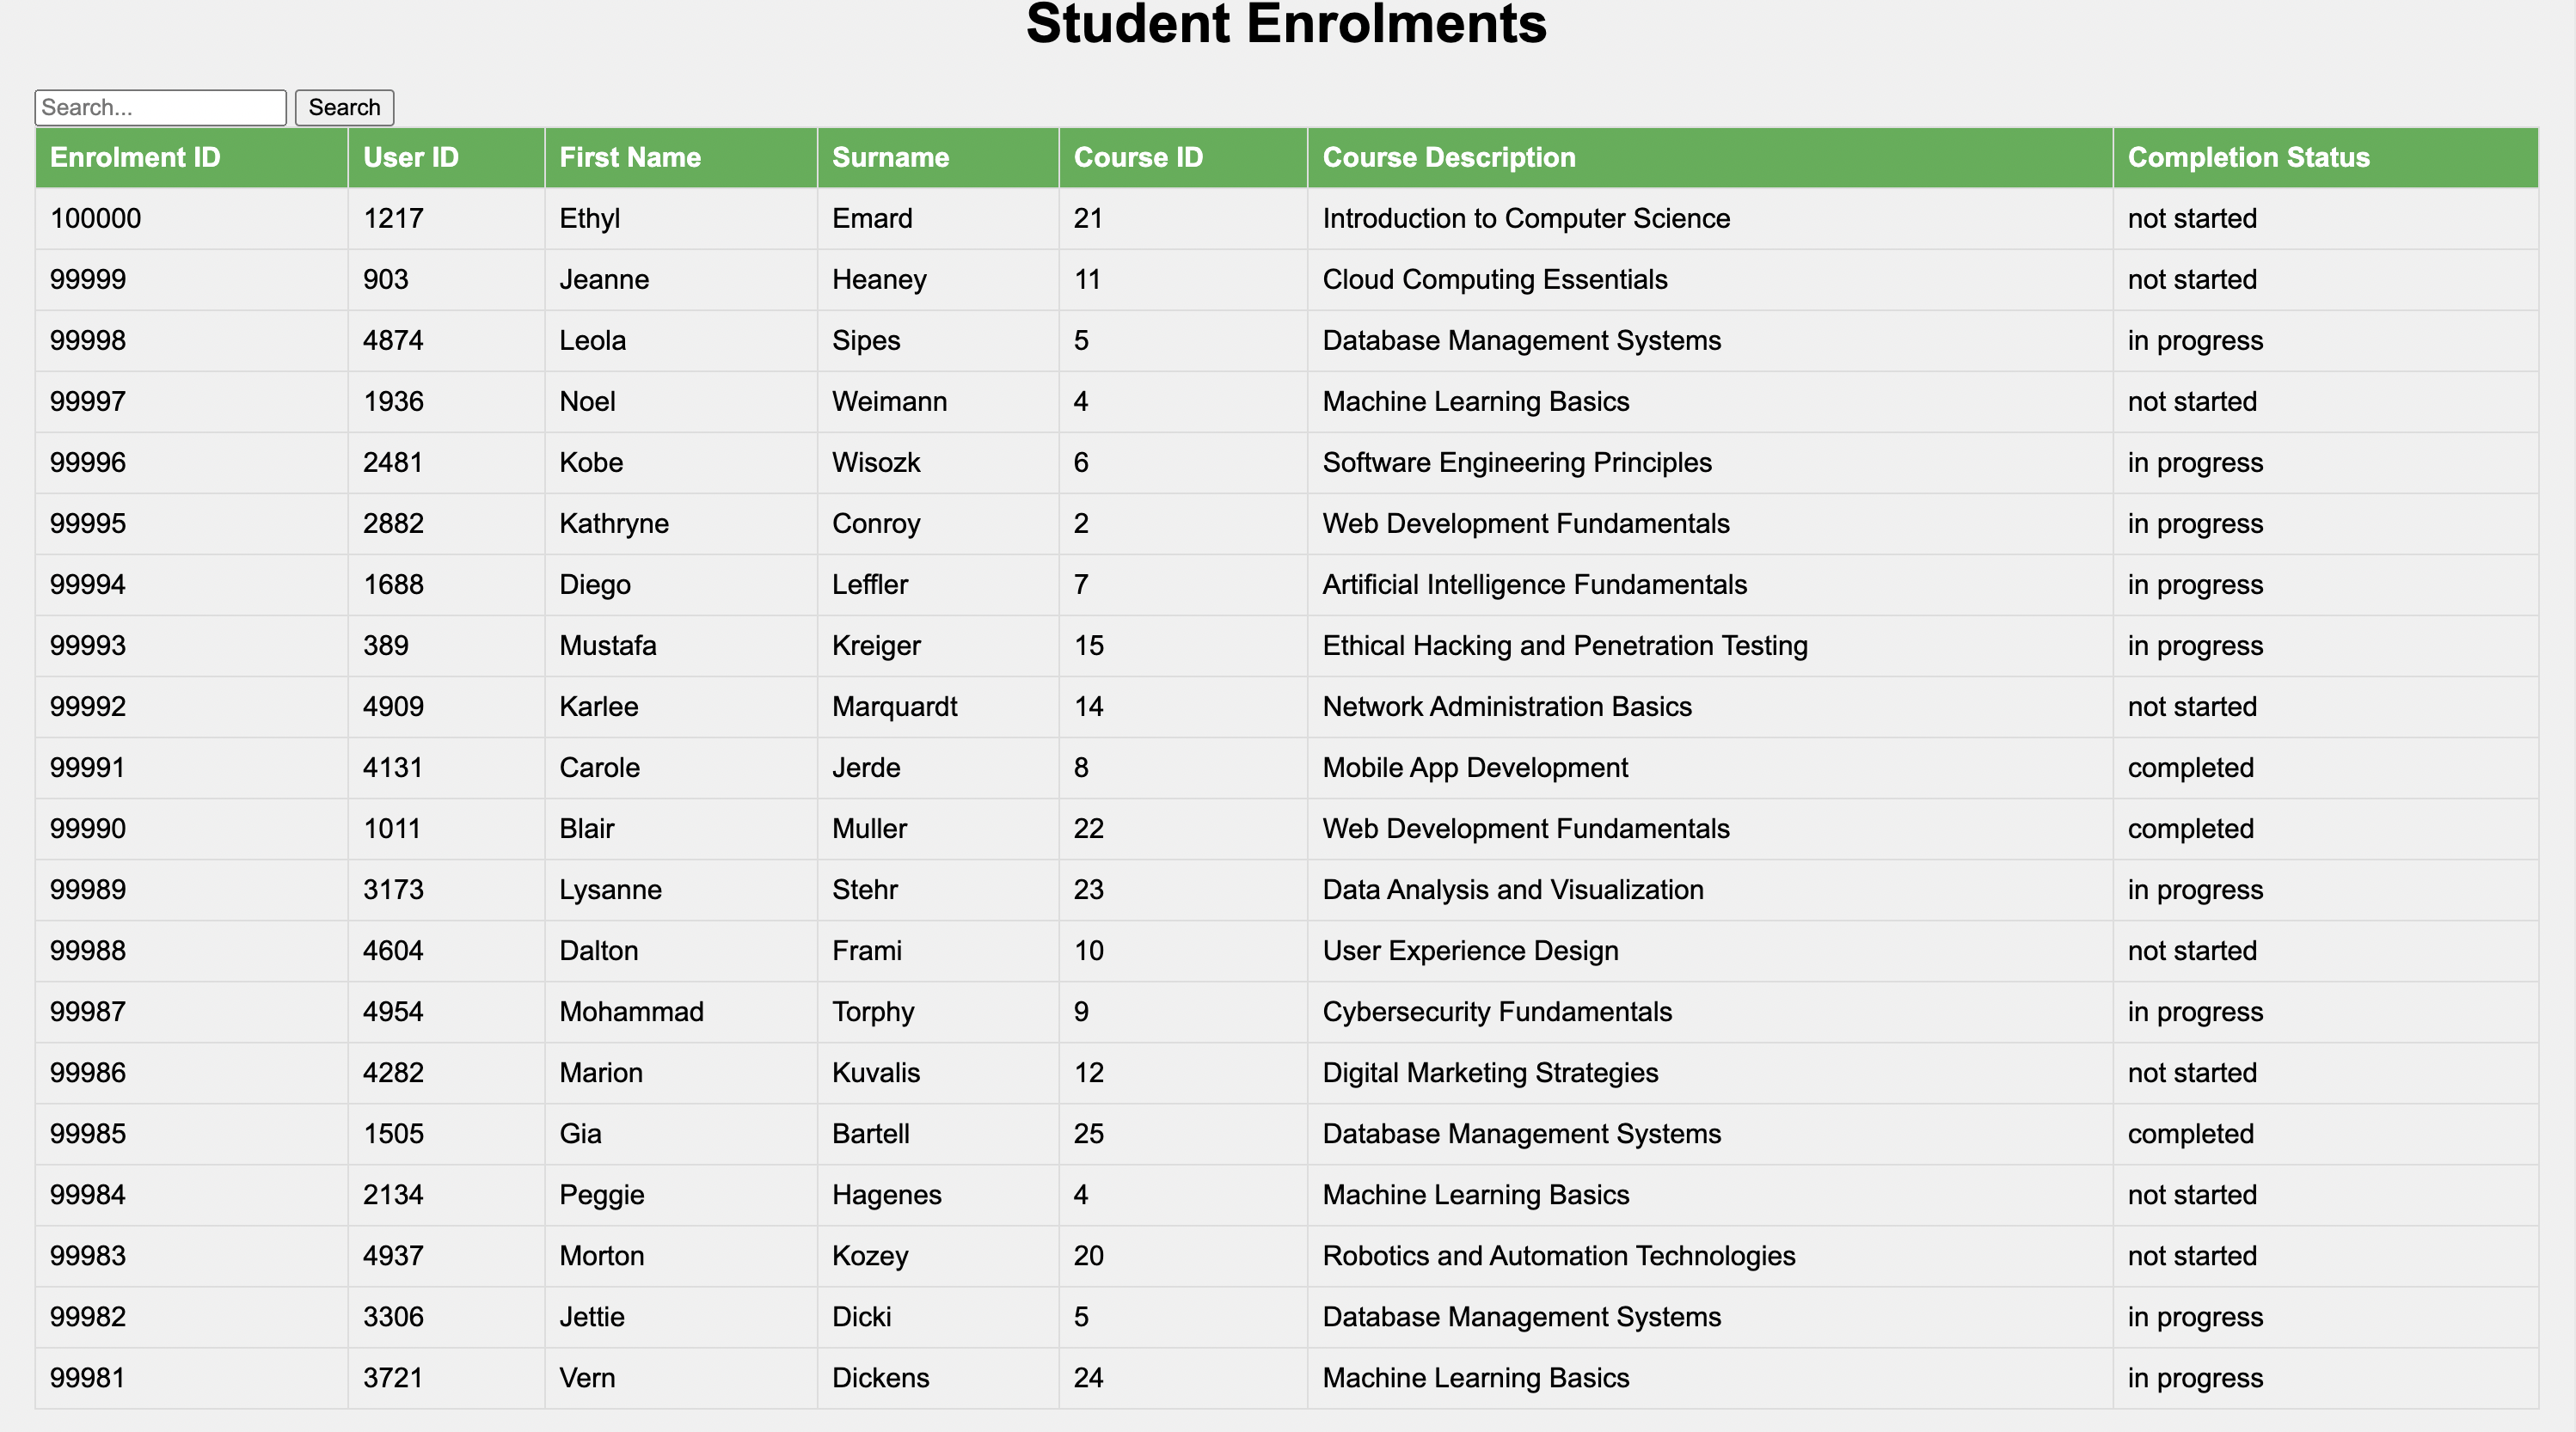 Student Enrolments
Search... Search
Enrolment ID User ID First Name Surname Course ID Course Description Completion Status
100000 1217 Ethyl Emard 21 Introduction to Computer Science not started
99999 903 Jeanne Heaney 11 Cloud Computing Essentials not started
99998 4874 Leola Sipes 5 Database Management Systems in progress
99997 1936 Noel Weimann 4 Machine Learning Basics not started
99996 2481 Kobe Wisozk 6 Software Engineering Principles in progress
99995 2882 Kathryne Conroy 2 Web Development Fundamentals in progress
99994 1688 Diego Leffler 7 Artificial Intelligence Fundamentals in progress
99993 389 Mustafa Kreiger 15 Ethical Hacking and Penetration Testing in progress
99992 4909 Karlee Marquardt 14 Network Administration Basics not started
99991 4131 Carole Jerde 8 Mobile App Development completed
99990 1011 Blair Muller 22 Web Development Fundamentals completed
99989 3173 Lysanne Stehr 23 Data Analysis and Visualization in progress
99988 4604 Dalton Frami 10 User Experience Design not started
99987 4954 Mohammad Torphy 9 Cybersecurity Fundamentals in progress
99986 4282 Marion Kuvalis 12 Digital Marketing Strategies not started
99985 1505 Gia Bartell 25 Database Management Systems completed
99984 2134 Peggie Hagenes 4 Machine Learning Basics not started
99983 4937 Morton Kozey 20 Robotics and Automation Technologies not started
99982 3306 Jettie Dicki 5 Database Management Systems in progress
99981 3721 Vern Dickens 24 Machine Learning Basics in progress